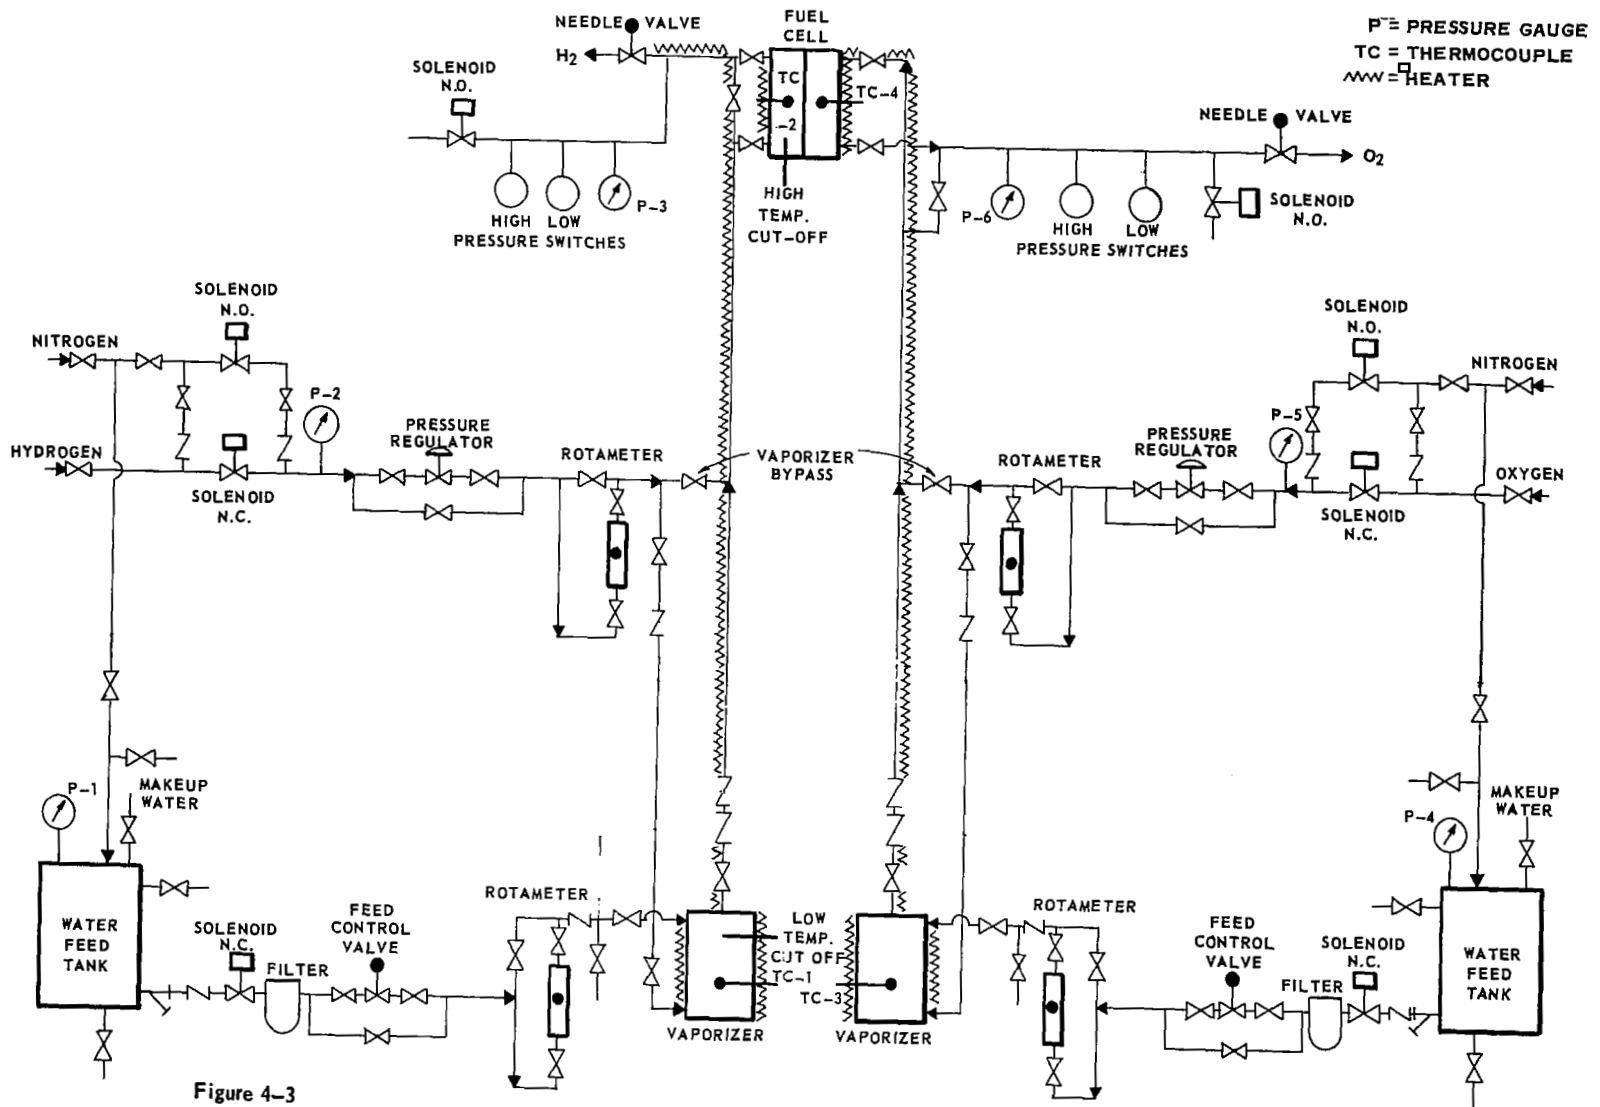 FUEL
CELL
NEEDLE VALVE
H2
P = PRESSURE GAUGE
TC = THERMOCOUPLE
= HEATER
SOLENOID
N.O.
TC
-2
TC-4
NEEDLE VALVE
O2
HIGH LOW
PRESSURE SWITCHES
P-3
HIGH
TEMP.
CUT-OFF
P-6
HIGH LOW
PRESSURE SWITCHES
SOLENOID
N.O.
SOLENOID
N.O.
NITROGEN
P-2
HYDROGEN
SOLENOID
N.C.
PRESSURE
REGULATOR
ROTAMETER
VAPORIZER
BYPASS
ROTAMETER
PRESSURE
REGULATOR
P-5
SOLENOID
N.O.
NITROGEN
OXYGEN
SOLENOID
N.C.
P-1
MAKEUP
WATER
WATER
FEED
TANK
SOLENOID
N.C.
FILTER
FEED
CONTROL
VALVE
ROTAMETER
LOW
TEMP.
CUT OFF
TC-1
TC-3
VAPORIZER
VAPORIZER
ROTAMETER
FEED
CONTROL
VALVE
FILTER
SOLENOID
N.C.
P-4
MAKEUP
WATER
WATER
FEED
TANK
Figure 4-3